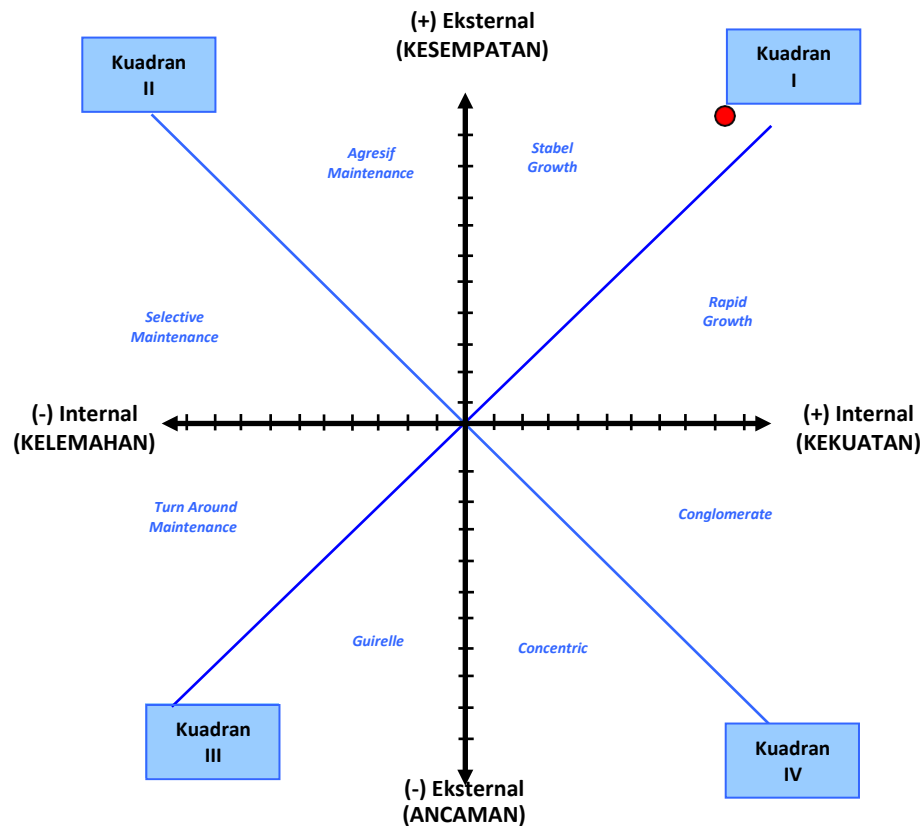 (+) Eksternal
(KESEMPATAN)
Kuadran
II
Kuadran
I
Agresif
Maintenance
Stabel
Growth
Selective
Maintenance
Rapid
Growth
(-) Internal
(KELEMAHAN)
(+) Internal
(KEKUATAN)
Turn Around
Maintenance
Conglomerate
Guirelle
Concentric
Kuadran
III
Kuadran
IV
(-) Eksternal
(ANCAMAN)